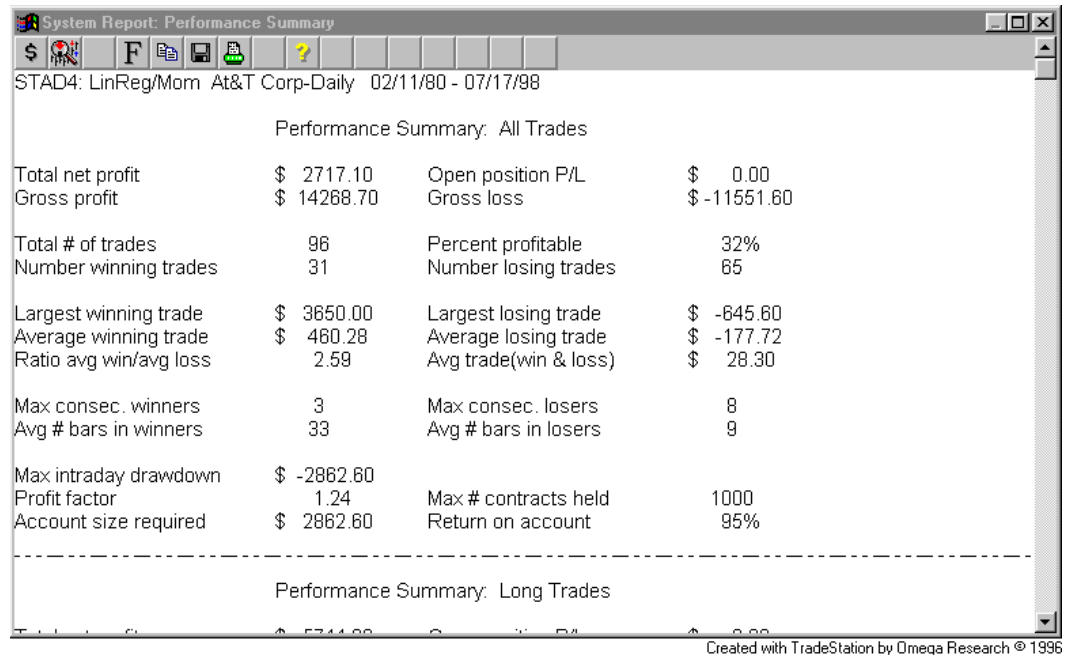 System Report: Performance Summary
$ F ?
STAD4: LinReg/Mom At&T Corp-Daily 02/11/80 - 07/17/98
Performance Summary: All Trades
Total net profit $ 2717.10 Open position P/L $ 0.00
Gross profit $ 14268.70 Gross loss $ -11551.60
Total # of trades 96 Percent profitable 32%
Number winning trades 31 Number losing trades 65
Largest winning trade $ 3650.00 Largest losing trade $ -645.60
Average winning trade $ 460.28 Average losing trade $ -177.72
Ratio avg win/avg loss 2.59 Avg trade(win & loss) $ 28.30
Max consec. winners 3 Max consec. losers 8
Avg # bars in winners 33 Avg # bars in losers 9
Max intraday drawdown $ -2862.60
Profit factor 1.24 Max # contracts held 1000
Account size required $ 2862.60 Return on account 95%
Performance Summary: Long Trades
Created with TradeStation by Omega Research © 1996